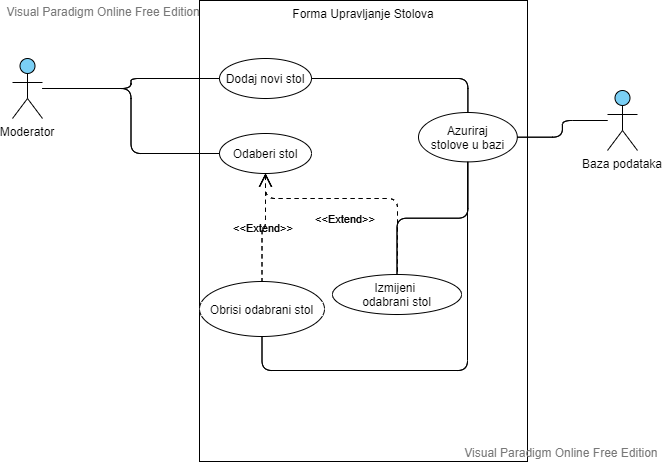 Visual Paradigm Online Free Edition
Forma Upravljanje Stolova
Dodaj novi stol
Moderator
Azuriraj
stolove u bazi
Odaberi stol
Baza podataka
<<Extend>>
<<Extend>>
Izmijeni
odabrani stol
Obrisi odabrani stol
Visual Paradigm Online Free Edition